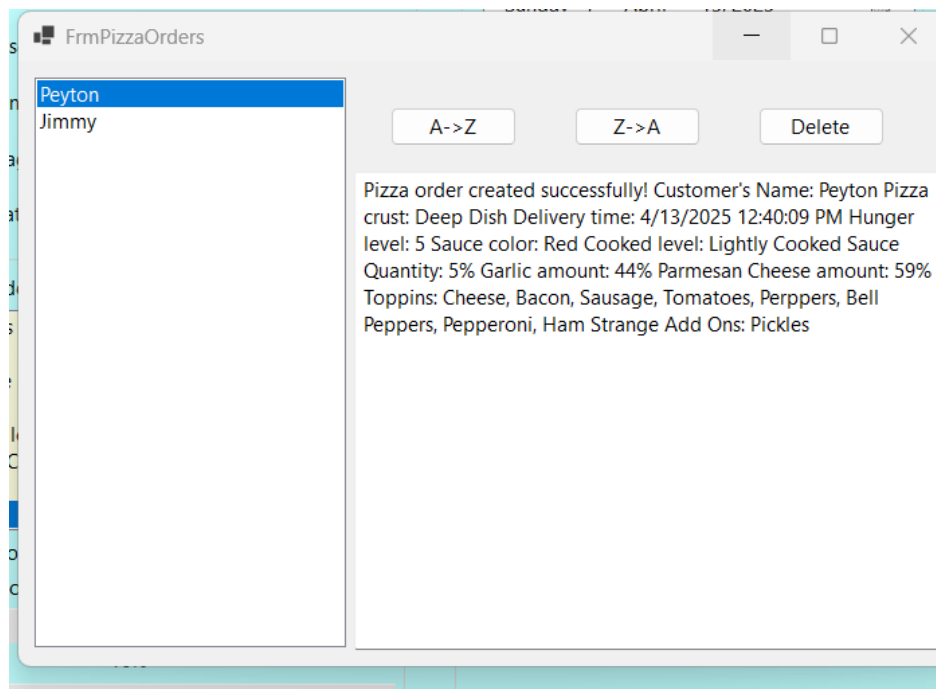 FrmPizzaOrders
Peyton
Jimmy
A->Z
Z->A
Delete
Pizza order created successfully! Customer's Name: Peyton Pizza
crust: Deep Dish Delivery time: 4/13/2025 12:40:09 PM Hunger
level: 5 Sauce color: Red Cooked level: Lightly Cooked Sauce
Quantity: 5% Garlic amount: 44% Parmesan Cheese amount: 59%
Toppins: Cheese, Bacon, Sausage, Tomatoes, Perppers, Bell
Peppers, Pepperoni, Ham Strange Add Ons: Pickles